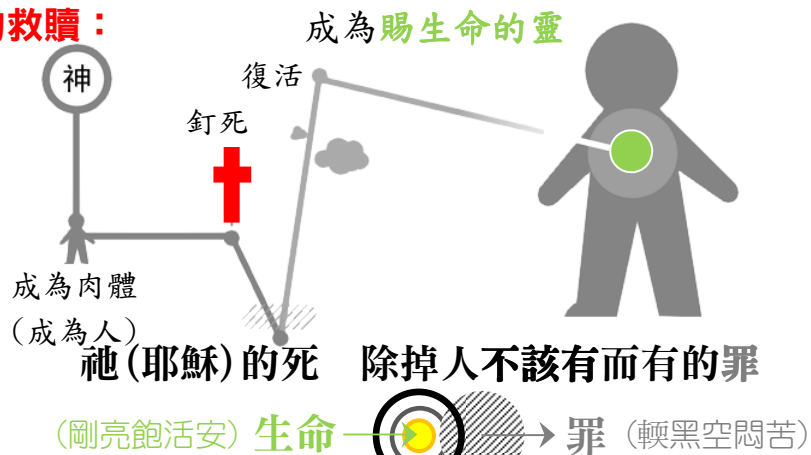 救贖：
成為賜生命的靈
神
復活
釘死
成為肉體
(成為人)
祂(耶穌)的死 除掉人不該有而有的罪
(剛亮飽活安) 生命
罪 (輭黑空悶苦)